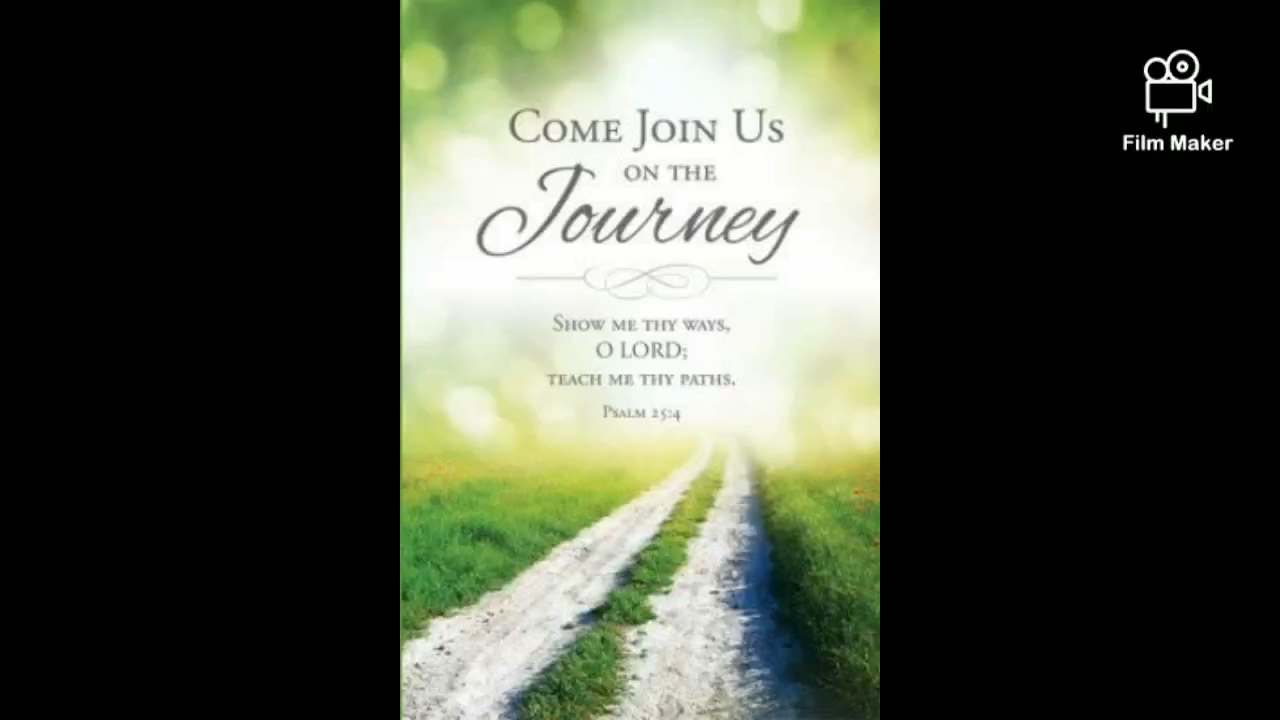 Come Join Us
on the
Journey
Show me thy ways,
O LORD;
teach me thy paths.
Psalm 25:4
Film Maker